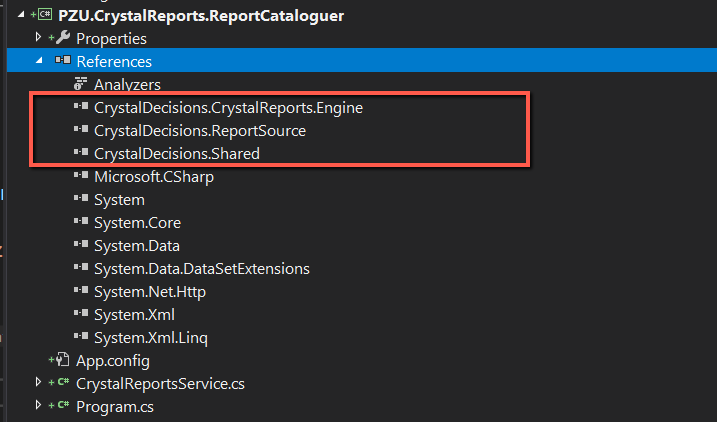 PZU.CrystalReports.ReportCataloguer
Properties
References
Analyzers
CrystalDecisions.CrystalReports.Engine
CrystalDecisions.ReportSource
CrystalDecisions.Shared
Microsoft.CSharp
System
System.Core
System.Data
System.Data.DataSetExtensions
System.Net.Http
System.Xml
System.Xml.Linq
App.config
C# CrystalReportsService.cs
C# Program.cs